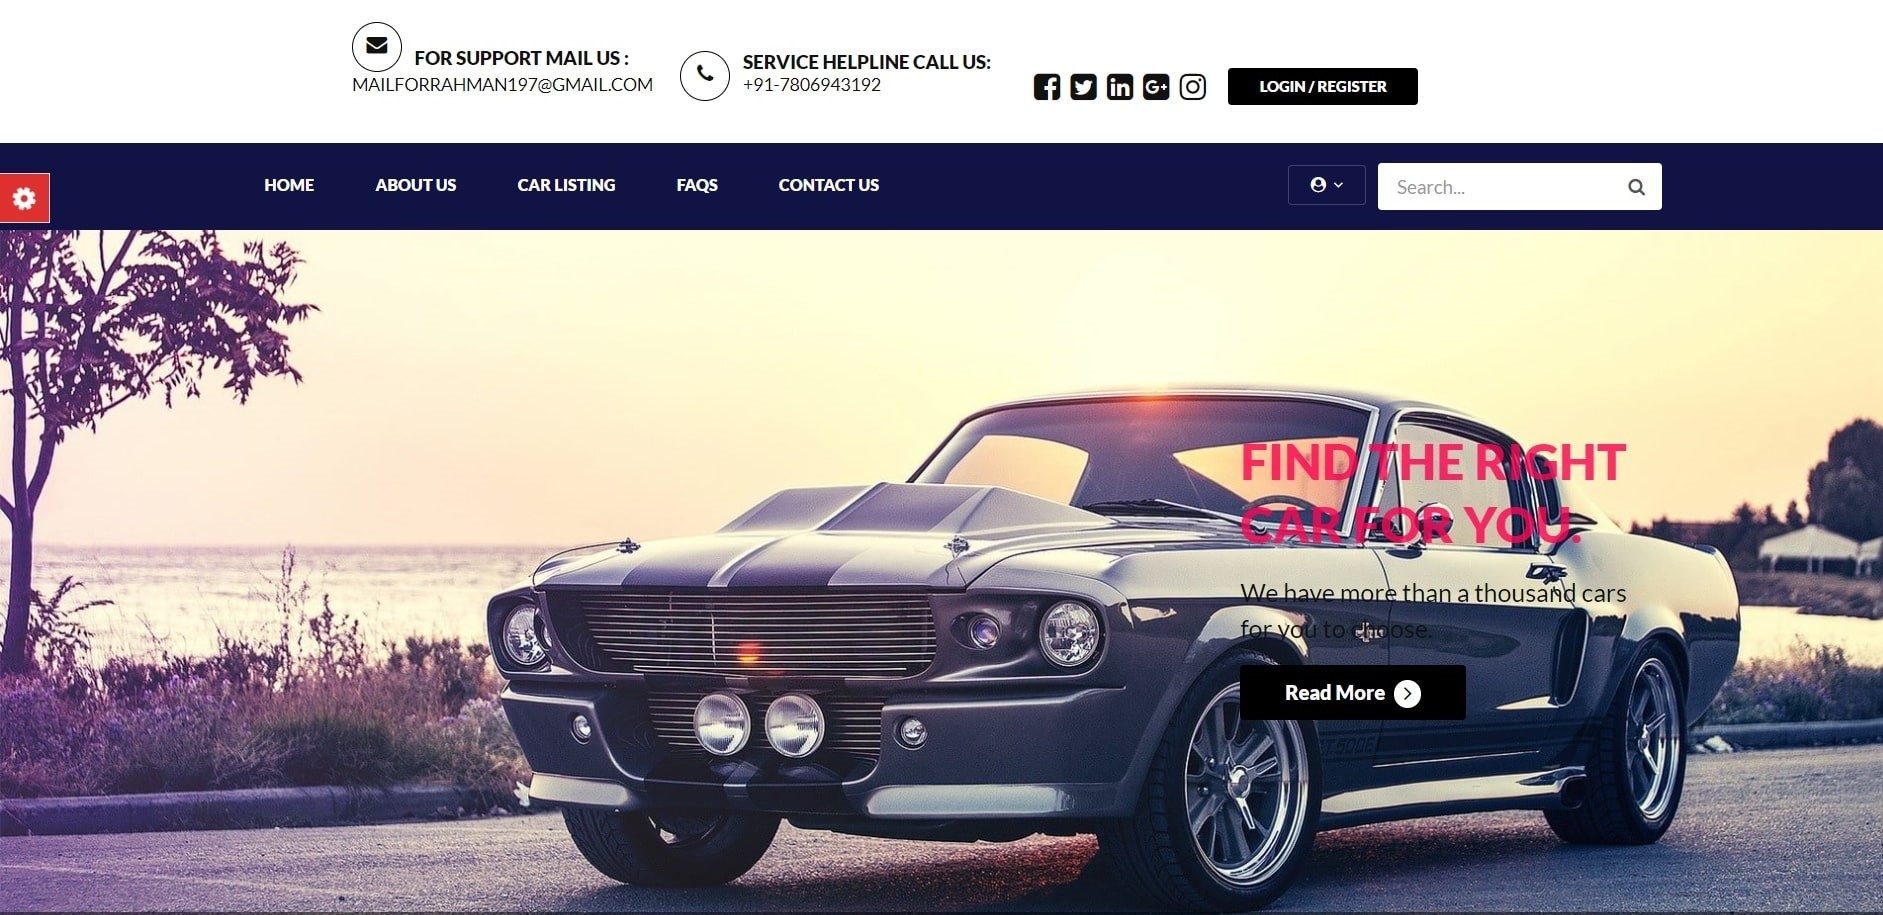 FOR SUPPORT MAIL US :
MAILFORRAHMAN197@GMAIL.COM
SERVICE HELPLINE CALL US:
+91-7806943192
LOGIN / REGISTER
HOME
ABOUT US
CAR LISTING
FAQS
CONTACT US
Search...
FIND THE RIGHT
CAR FOR YOU.
We have more than a thousand cars
for you to choose.
Read More